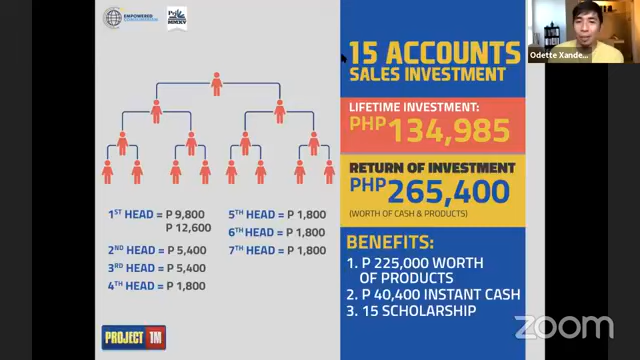 EMPOWERED
CONSUMERISM
MMXV
15 ACCOUNTS
SALES INVESTMENT
LIFETIME INVESTMENT:
PHP 134,985
RETURN OF INVESTMENT
PHP 265,400
(WORTH OF CASH & PRODUCTS)
BENEFITS:
1. P 225,000 WORTH
OF PRODUCTS
2. P 40,400 INSTANT CASH
3. 15 SCHOLARSHIP
1ST HEAD = P 9,800
P 12,600
2ND HEAD = P 5,400
3RD HEAD = P 5,400
4TH HEAD = P 1,800
5TH HEAD = P 1,800
6TH HEAD = P 1,800
7TH HEAD = P 1,800
PROJECT 1M
Odette Xande...
zoom